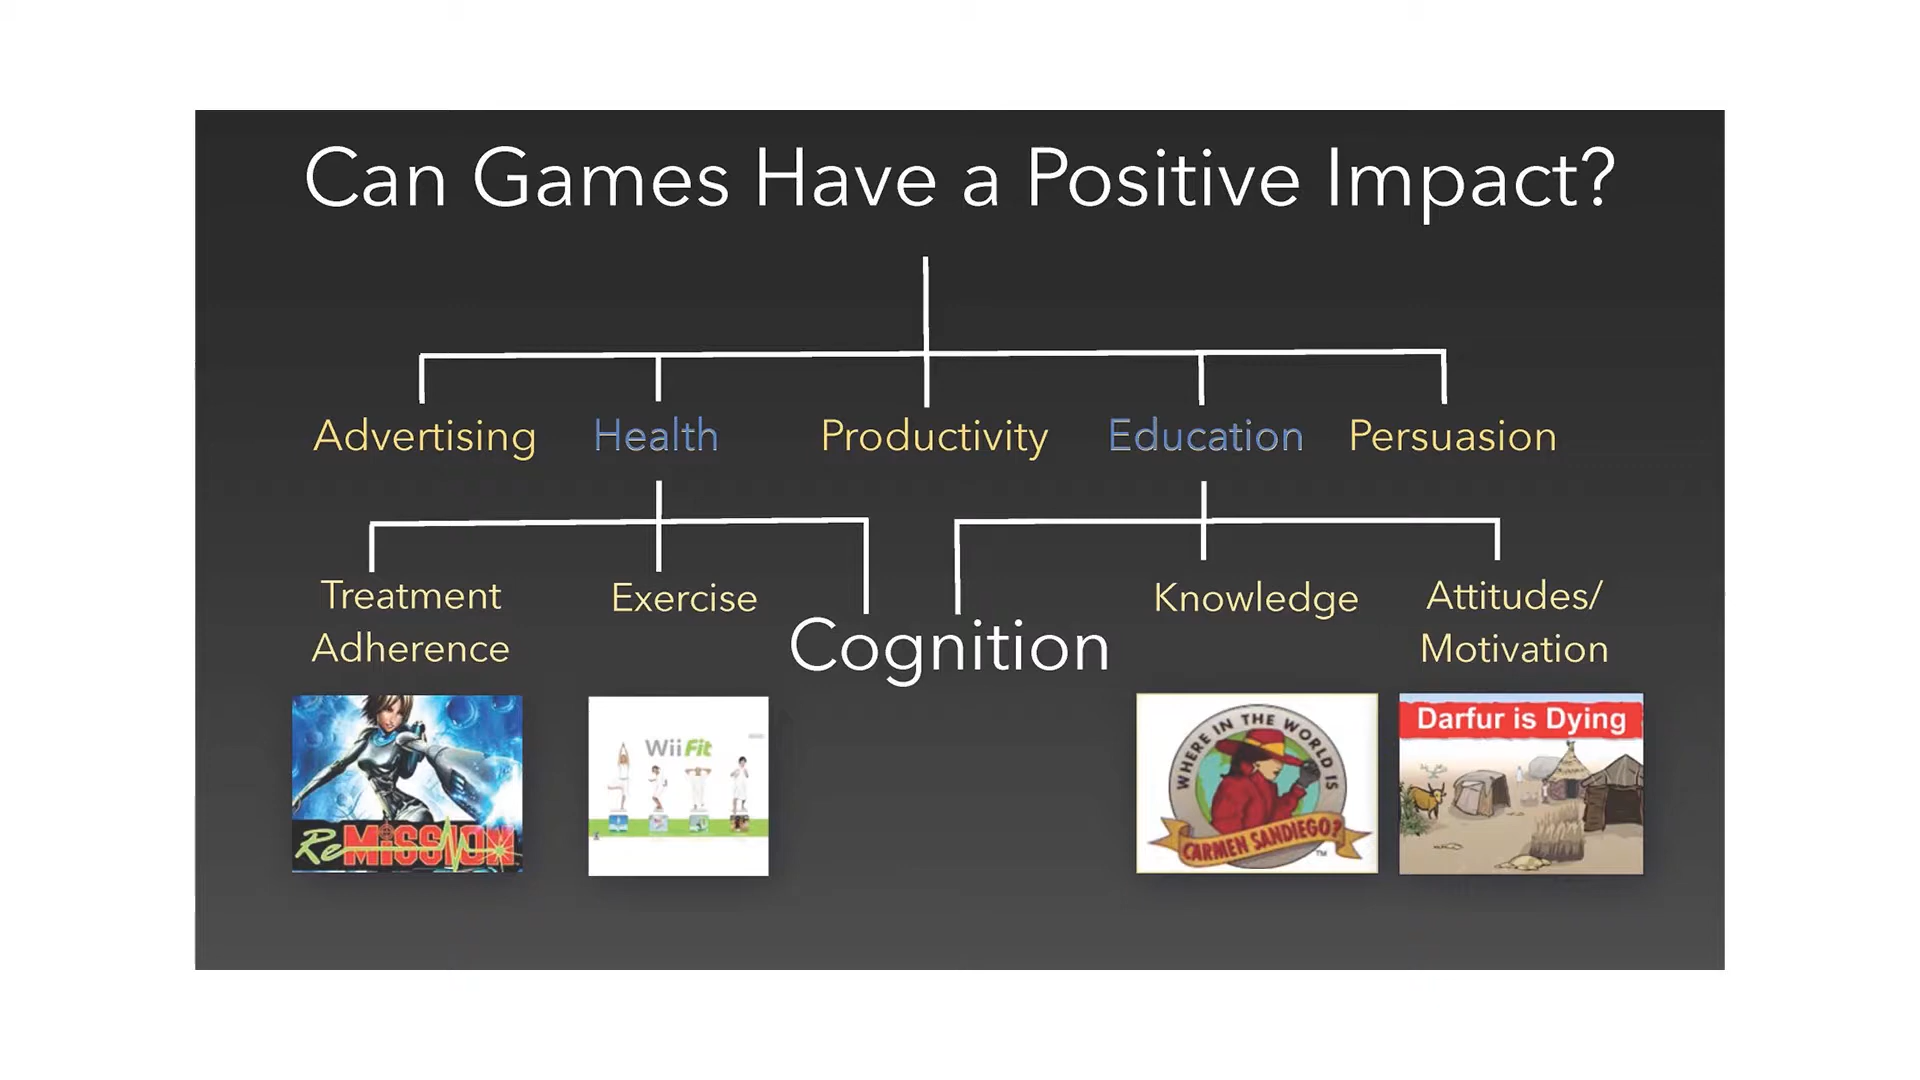 Can Games Have a Positive Impact?
Advertising Health Productivity Education Persuasion
Treatment
Adherence
Exercise
Cognition
Knowledge
Attitudes/
Motivation
Re-MISSION
Wii Fit
WHERE IN THE WORLD IS
CARMEN SANDIEGO?
TM
Darfur is Dying